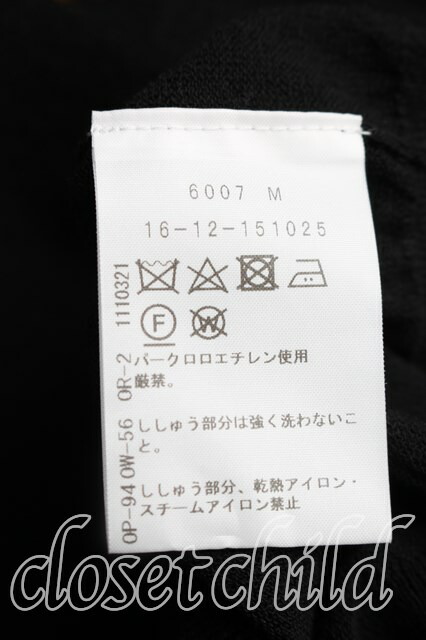 6007 M
16-12-151025
F
W
パークロロエチレン使用
厳禁。
ししゅう部分は強く洗わないこ
と。
ししゅう部分、乾熱アイロン・
スチームアイロン禁止
OP-94 OW-56 OR-2 1110321
closetchild